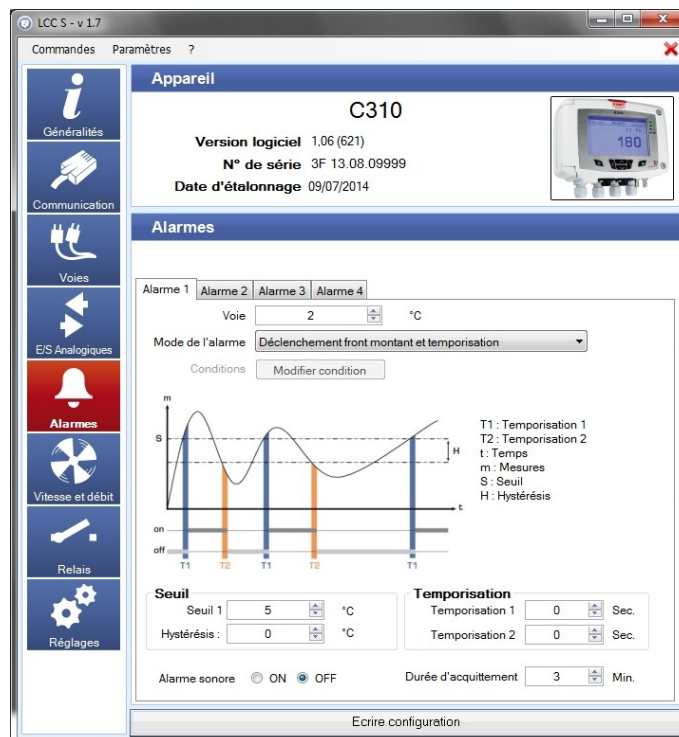 LCC S - v 1.7
Commandes Paramètres ?
Généralités
Communication
Voies
E/S Analogiques
Alarmes
Vitesse et débit
Relais
Réglages
Appareil
C310
Version logiciel 1,06 (621)
N° de série 3F 13.08.09999
Date d'étalonnage 09/07/2014
180
Alarmes
Alarme 1 Alarme 2 Alarme 3 Alarme 4
Voie 2 °C
Mode de l'alarme Déclenchement front montant et temporisation
Conditions Modifier condition
m
S
H
t
on
off
T1 T2 T1 T2 T1
T1 : Temporisation 1
T2 : Temporisation 2
t : Temps
m : Mesures
S : Seuil
H : Hystérésis
Seuil
Seuil 1 5 °C
Hystérésis : 0 °C
Temporisation
Temporisation 1 0 Sec.
Temporisation 2 0 Sec.
Alarme sonore ON OFF
Durée d'acquittement 3 Min.
Ecrire configuration